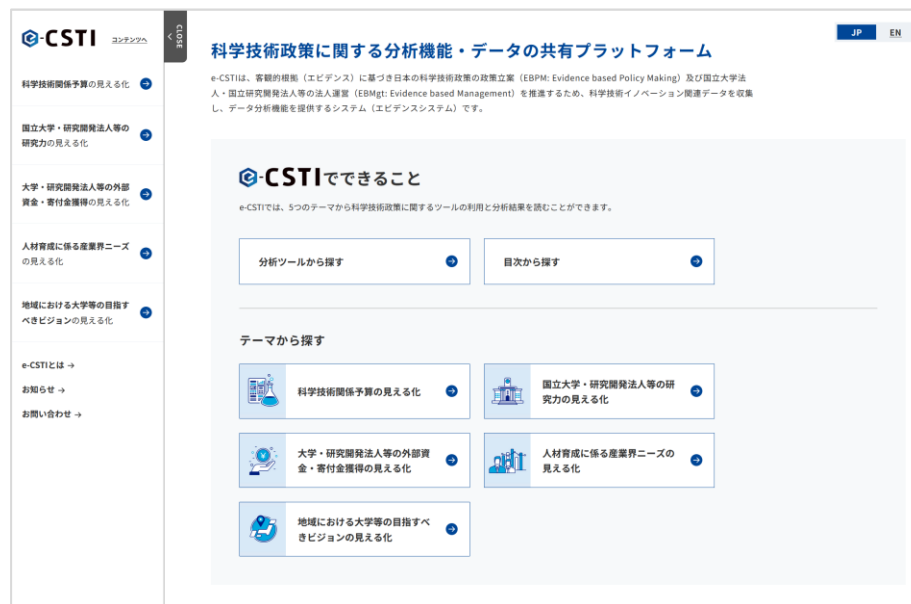 e-CSTI コンテンツへ
科学技術関係予算の見える化
国立大学・研究開発法人等の
研究力の見える化
大学・研究開発法人等の外部
資金・寄付金獲得の見える化
人材育成に係る産業界ニーズ
の見える化
地域における大学等の目指す
べきビジョンの見える化
e-CSTIとは →
お知らせ →
お問い合わせ →
CLOSE
JP EN
科学技術政策に関する分析機能・データの共有プラットフォーム
e-CSTIは、客観的根拠（エビデンス）に基づき日本の科学技術政策の政策立案（EBPM: Evidence based Policy Making）及び国立大学法
人・国立研究発法人等の法人運営（EBMgt: Evidence based Management）を推進するため、科学技術イノベーション関連データを収集
し、データ分析機能を提供するシステム（エビデンスシステム）です。
e-CSTIでできること
e-CSTIでは、5つのテーマから科学技術政策に関するツールの利用と分析結果を読むことができます。
分析ツールから探す
目次から探す
テーマから探す
科学技術関係予算の見える化
国立大学・研究開発法人等の研
究力の見える化
大学・研究開発法人等の外部資
金・寄付金獲得の見える化
人材育成に係る産業界ニーズの
見える化
地域における大学等の目指すべ
きビジョンの見える化